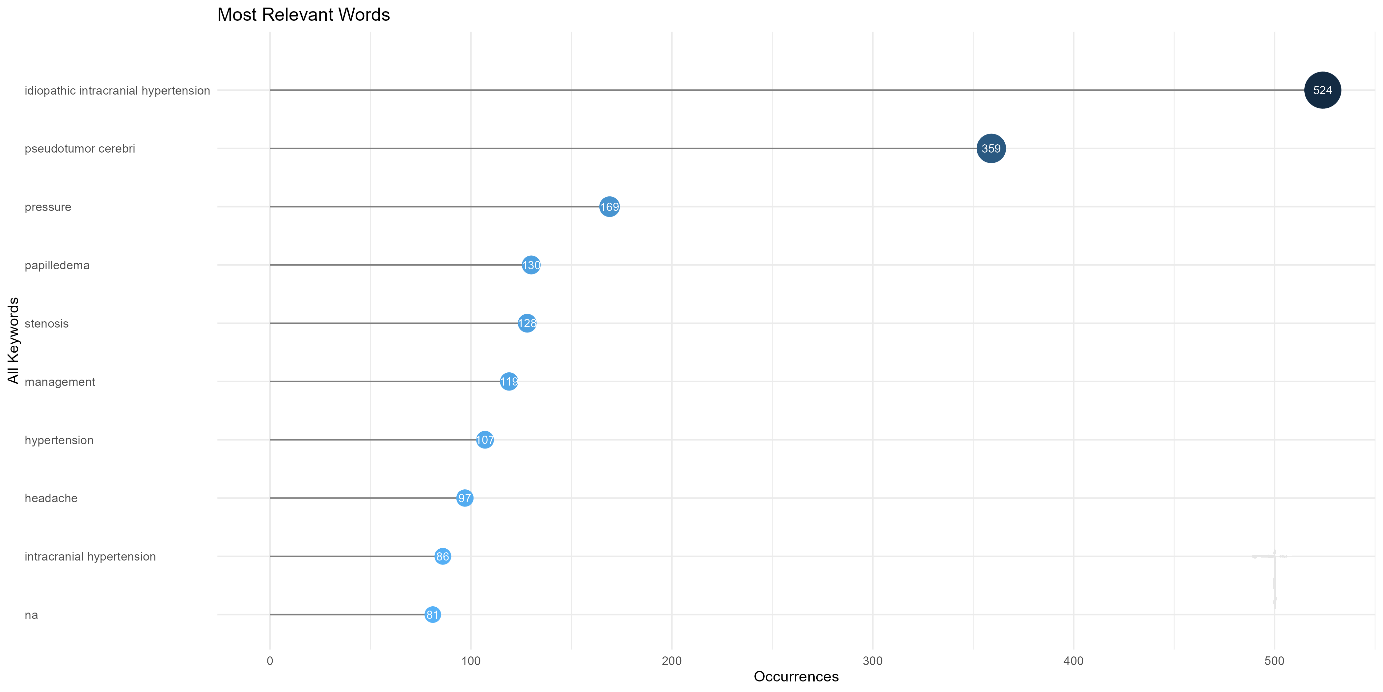 Most Relevant Words
All Keywords
idiopathic intracranial hypertension 524
pseudotumor cerebri 359
pressure 169
papilledema 130
stenosis 128
management 119
hypertension 107
headache 97
intracranial hypertension 86
na 81
0 100 200 300 400 500
Occurrences